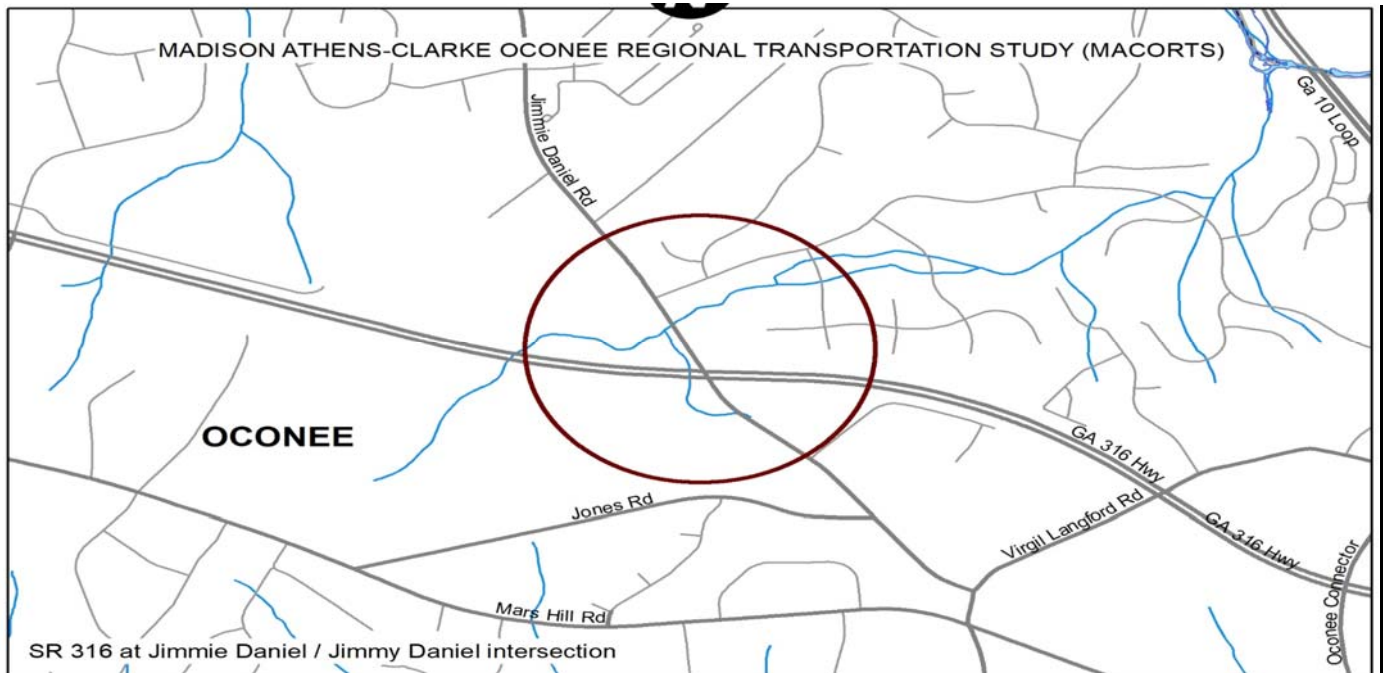 MADISON ATHENS-CLARKE OCONEE REGIONAL TRANSPORTATION STUDY (MACORTS)
Ga 10 Loop
Jimmie Daniel Rd
OCONEE
GA 316 Hwy
Jones Rd
Virgil Langford Rd
GA 316 Hwy
Oconee Connector
Mars Hill Rd
SR 316 at Jimmie Daniel / Jimmy Daniel intersection